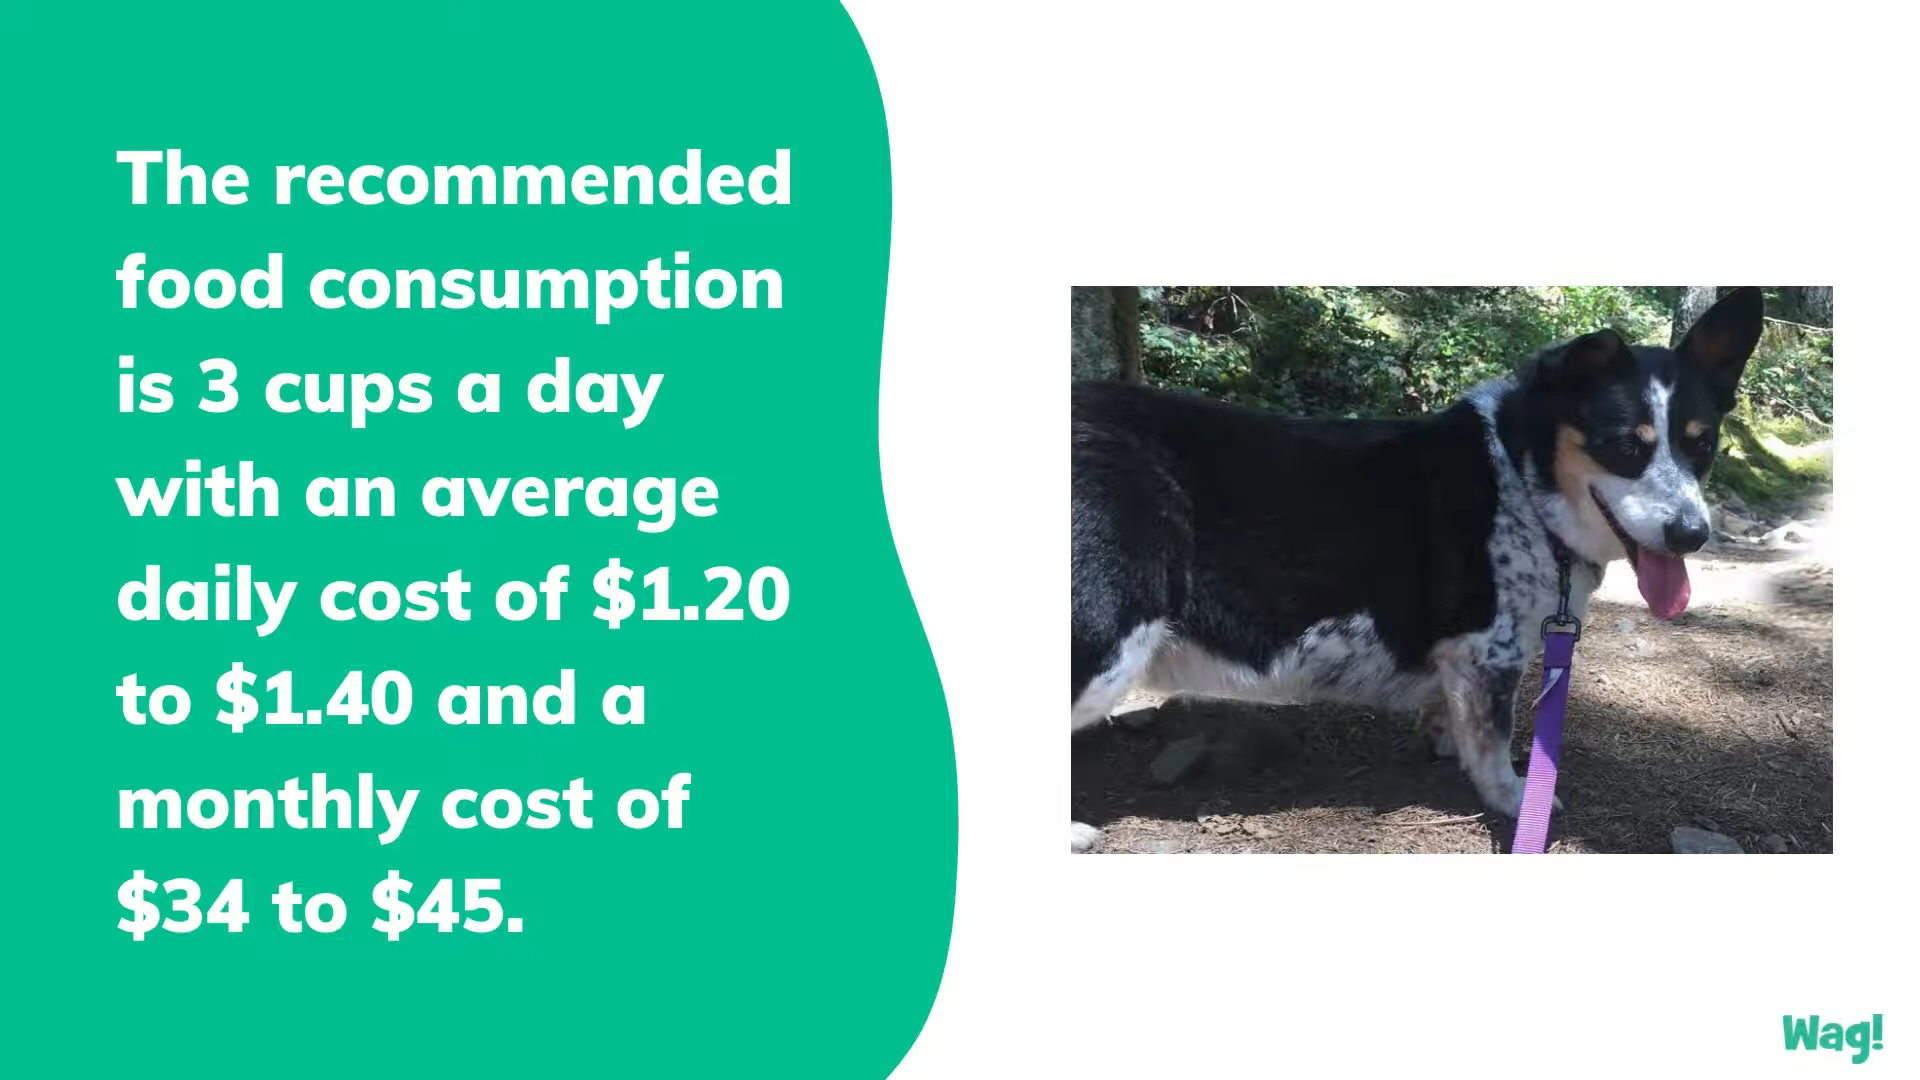 The recommended
food consumption
is 3 cups a day
with an average
daily cost of $1.20
to $1.40 and a
monthly cost of
$34 to $45.
Wag!